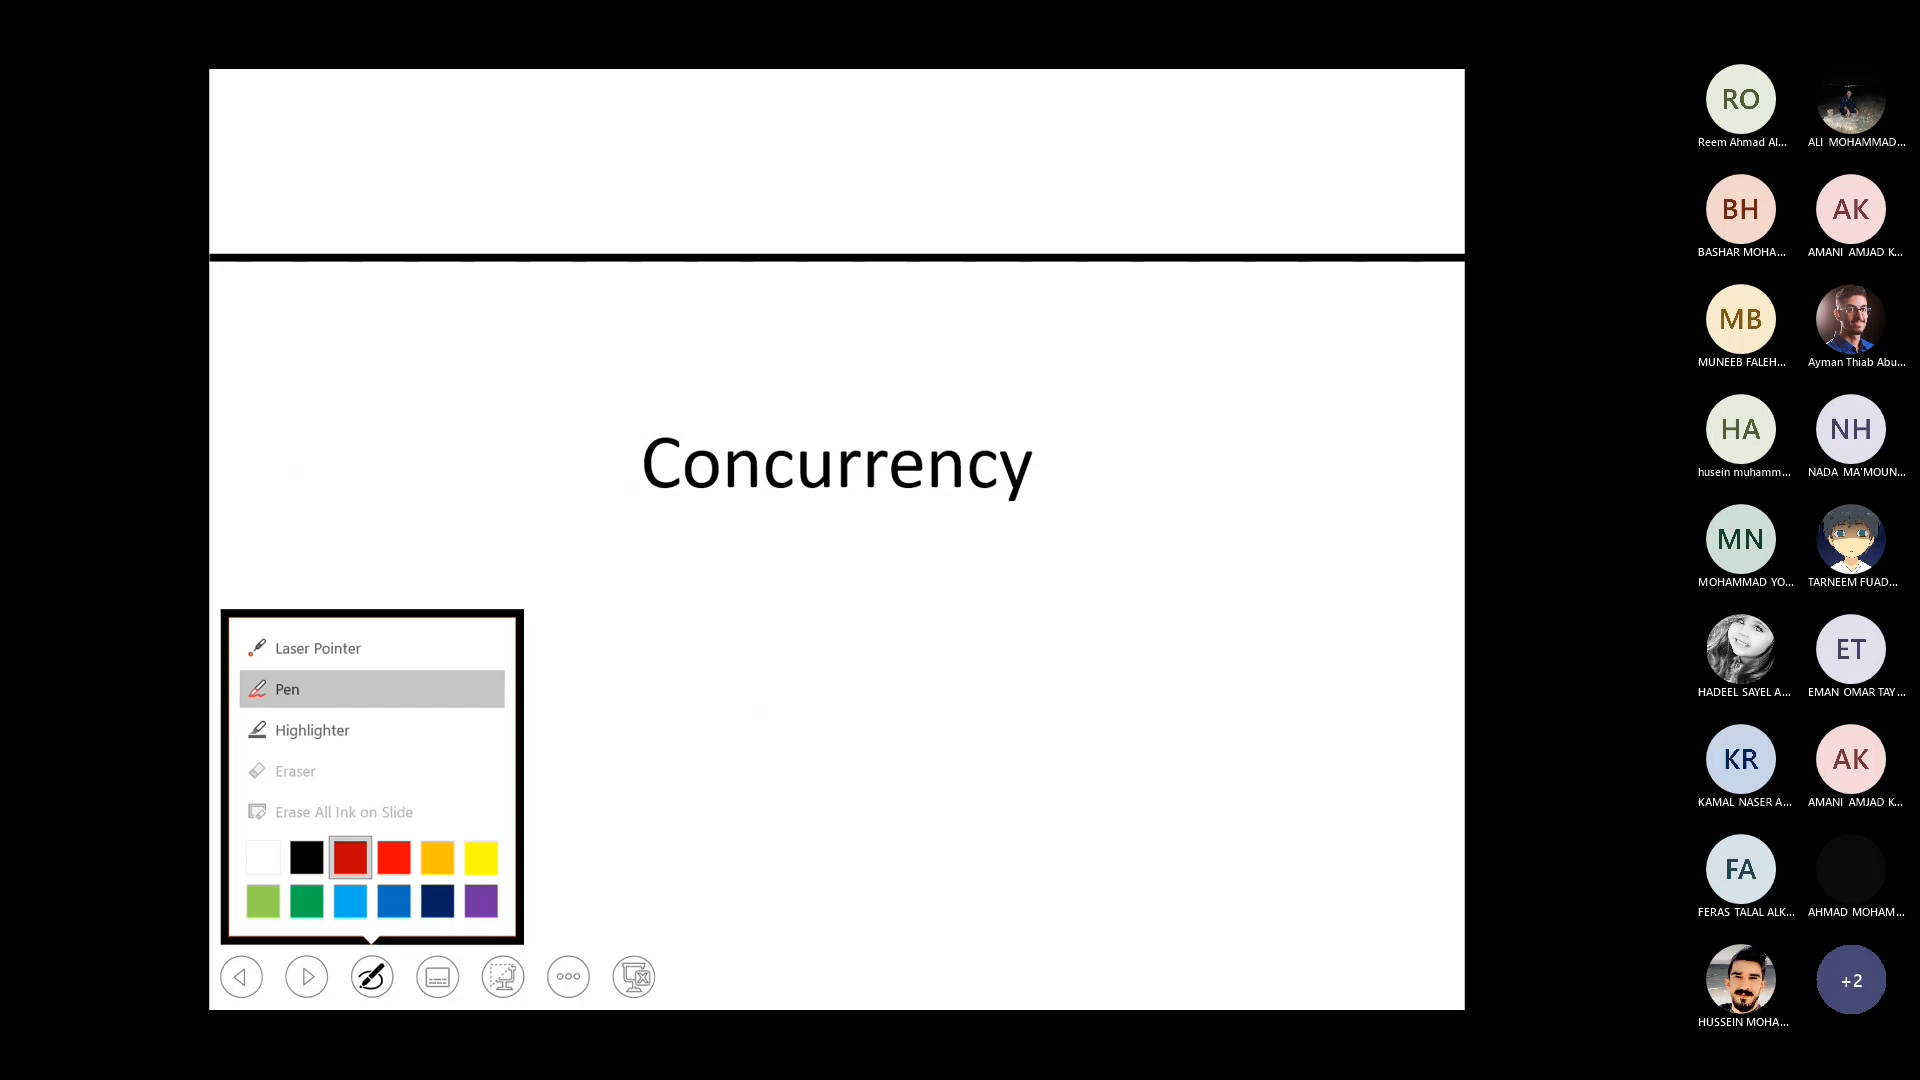 Concurrency
Laser Pointer
Pen
Highlighter
Eraser
Erase All Ink on Slide
RO
Reem Ahmad Al...
ALI MOHAMMAD...
BH
BASHAR MOHA...
AK
AMANI AMJAD K...
MB
MUNEEB FALEH...
Ayman Thiab Abu...
HA
husein muhamm...
NH
NADA MA'MOUN...
MN
MOHAMMAD YO...
TARNEEM FUAD...
HADEEL SAYEL A...
ET
EMAN OMAR TAY...
KR
KAMAL NASER A...
AK
AMANI AMJAD K...
FA
FERAS TALAL ALK...
AHMAD MOHAM...
HUSSEIN MOHA...
+2